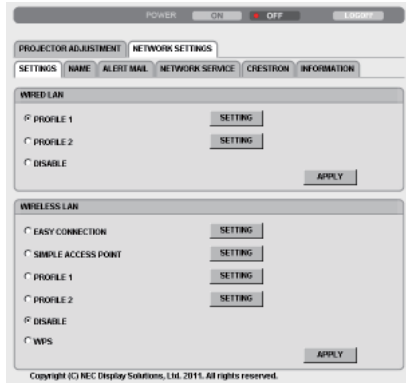 POWER ON OFF LOGOFF
PROJECTOR ADJUSTMENT NETWORK SETTINGS
SETTINGS NAME ALERT MAIL NETWORK SERVICE CRESTRON INFORMATION
WIRED LAN
PROFILE 1 SETTING
PROFILE 2 SETTING
DISABLE
APPLY
WIRELESS LAN
EASY CONNECTION SETTING
SIMPLE ACCESS POINT SETTING
PROFILE 1 SETTING
PROFILE 2 SETTING
DISABLE
WPS
APPLY
Copyright (C) NEC Display Solutions, Ltd. 2011. All rights reserved.